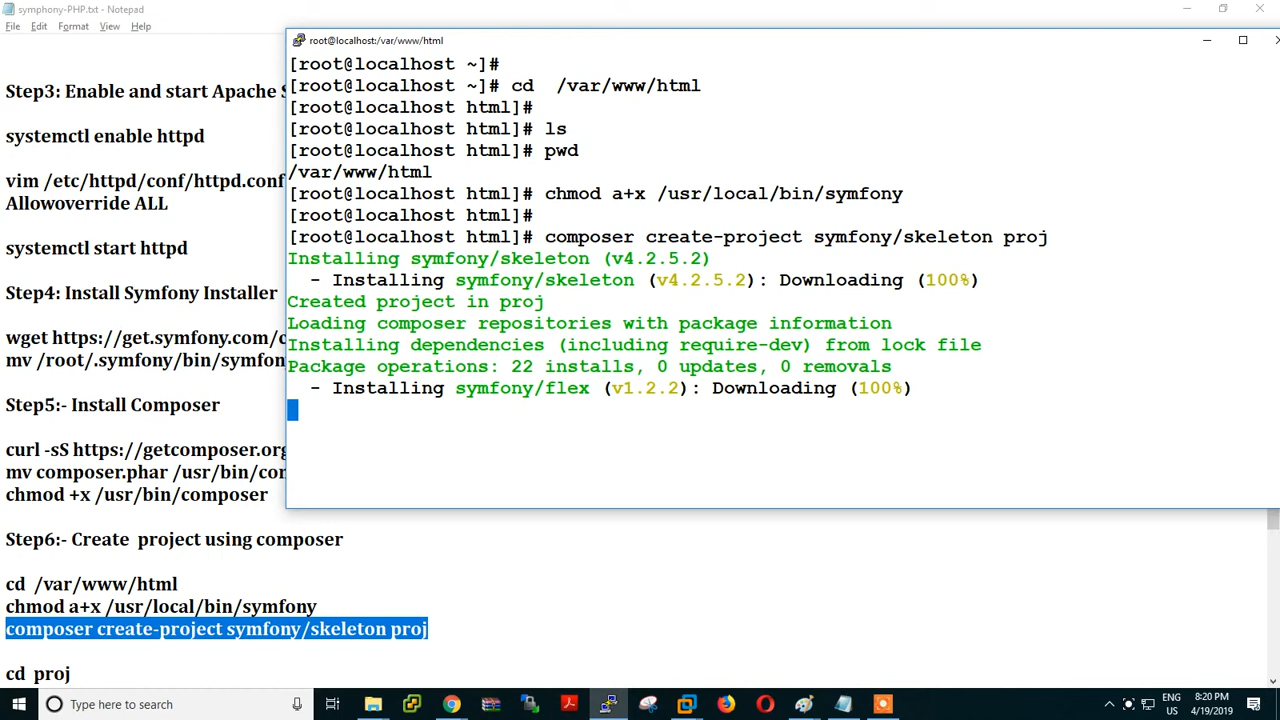 symphony-PHP.txt - Notepad
File Edit Format View Help
Step3: Enable and start Apache S
systemctl enable httpd
vim /etc/httpd/conf/httpd.conf
Allowoverride ALL
systemctl start httpd
Step4: Install Symfony Installer
wget https://get.symfony.com/c
mv /root/.symfony/bin/symfon
Step5:- Install Composer
curl -sS https://getcomposer.org
mv composer.phar /usr/bin/con
chmod +x /usr/bin/composer
Step6:- Create  project using composer
cd  /var/www/html
chmod a+x /usr/local/bin/symfony
composer create-project symfony/skeleton proj
cd  proj
root@localhost:/var/www/html
[root@localhost ~]#
[root@localhost ~]# cd  /var/www/html
[root@localhost html]#
[root@localhost html]# ls
[root@localhost html]# pwd
/var/www/html
[root@localhost html]# chmod a+x /usr/local/bin/symfony
[root@localhost html]#
[root@localhost html]# composer create-project symfony/skeleton proj
Installing symfony/skeleton (v4.2.5.2)
- Installing symfony/skeleton (v4.2.5.2): Downloading (100%)
Created project in proj
Loading composer repositories with package information
Installing dependencies (including require-dev) from lock file
Package operations: 22 installs, 0 updates, 0 removals
- Installing symfony/flex (v1.2.2): Downloading (100%)
Type here to search
ENG
US
8:20 PM
4/19/2019